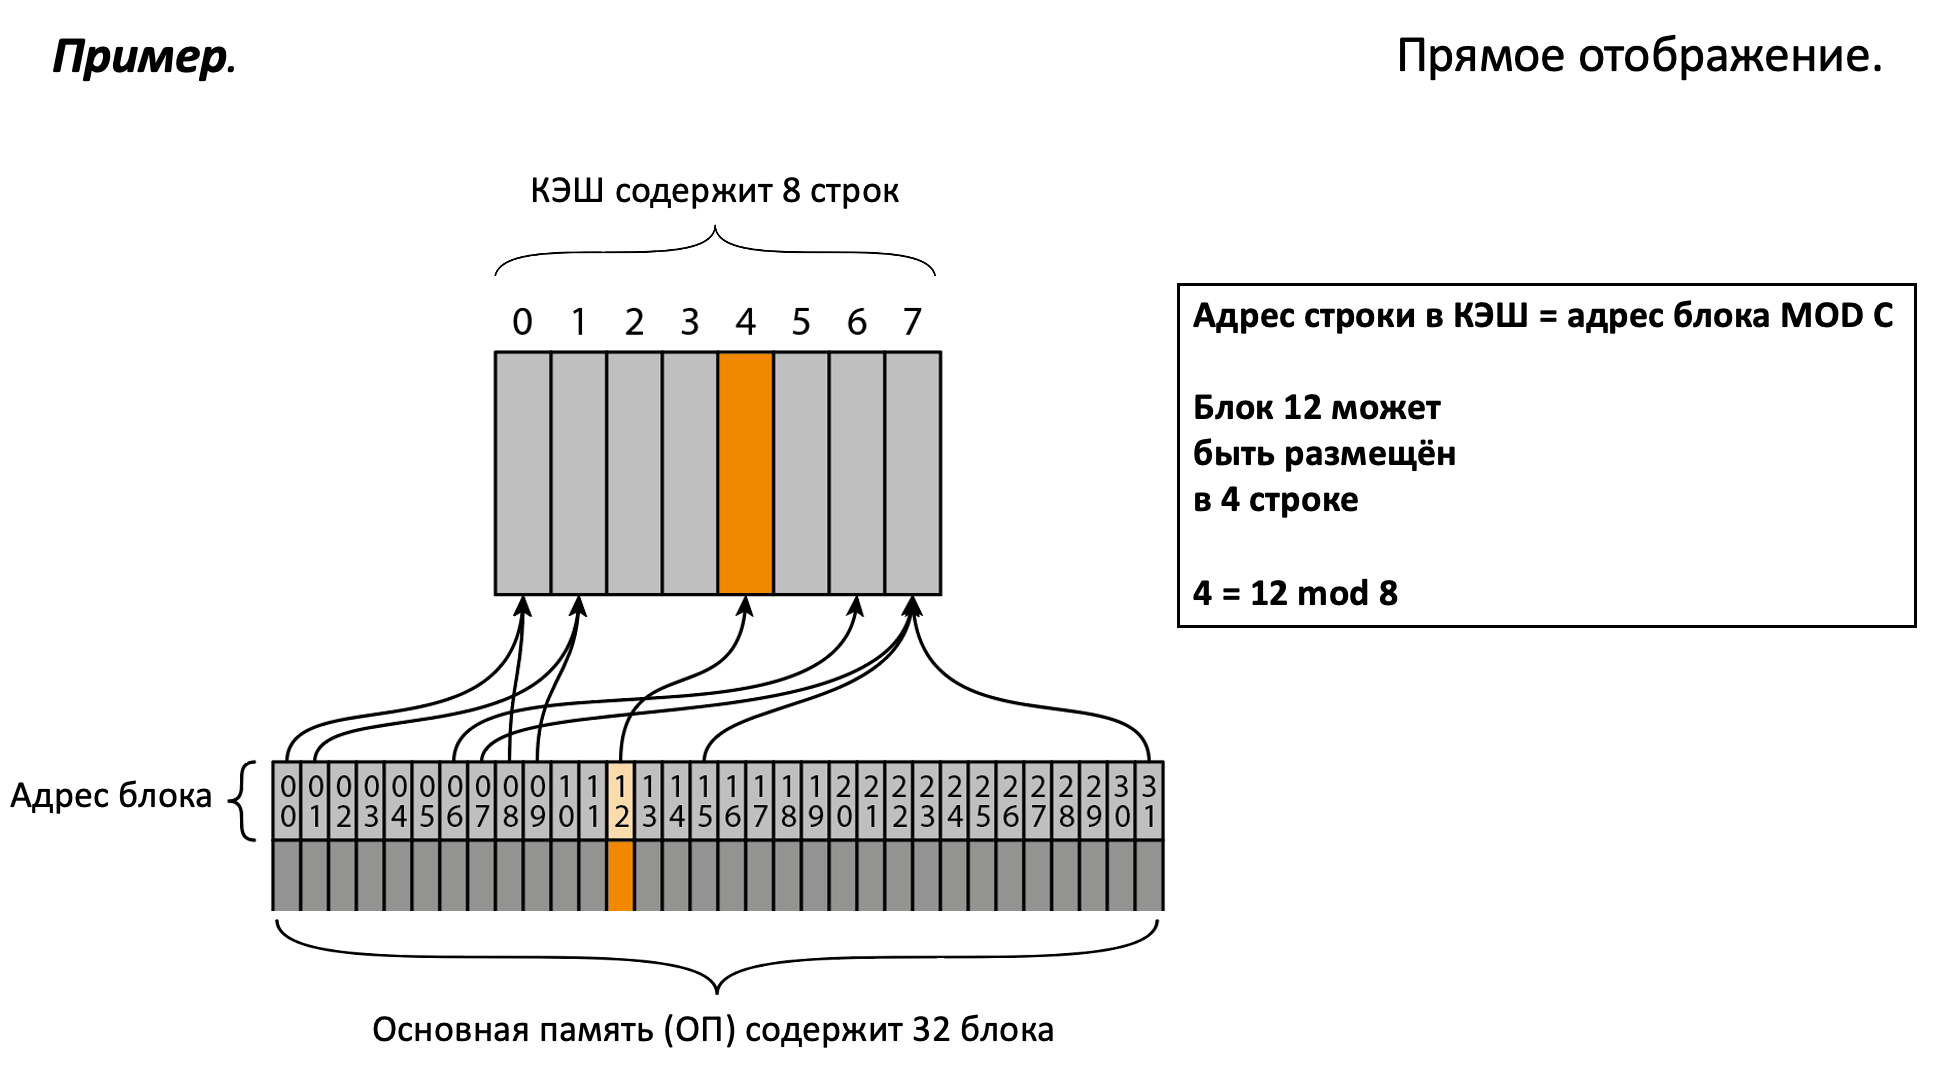 Пример.
Прямое отображение.
КЭШ содержит 8 строк
0 1 2 3 4 5 6 7
Адрес строки в КЭШ = адрес блока MOD C
Блок 12 может
быть размещён
в 4 строке
4 = 12 mod 8
Адрес блока
00 01 02 03 04 05 06 07 08 09 10 11 12 13 14 15 16 17 18 19 20 21 22 23 24 25 26 27 28 29 30 31
Основная память (ОП) содержит 32 блока